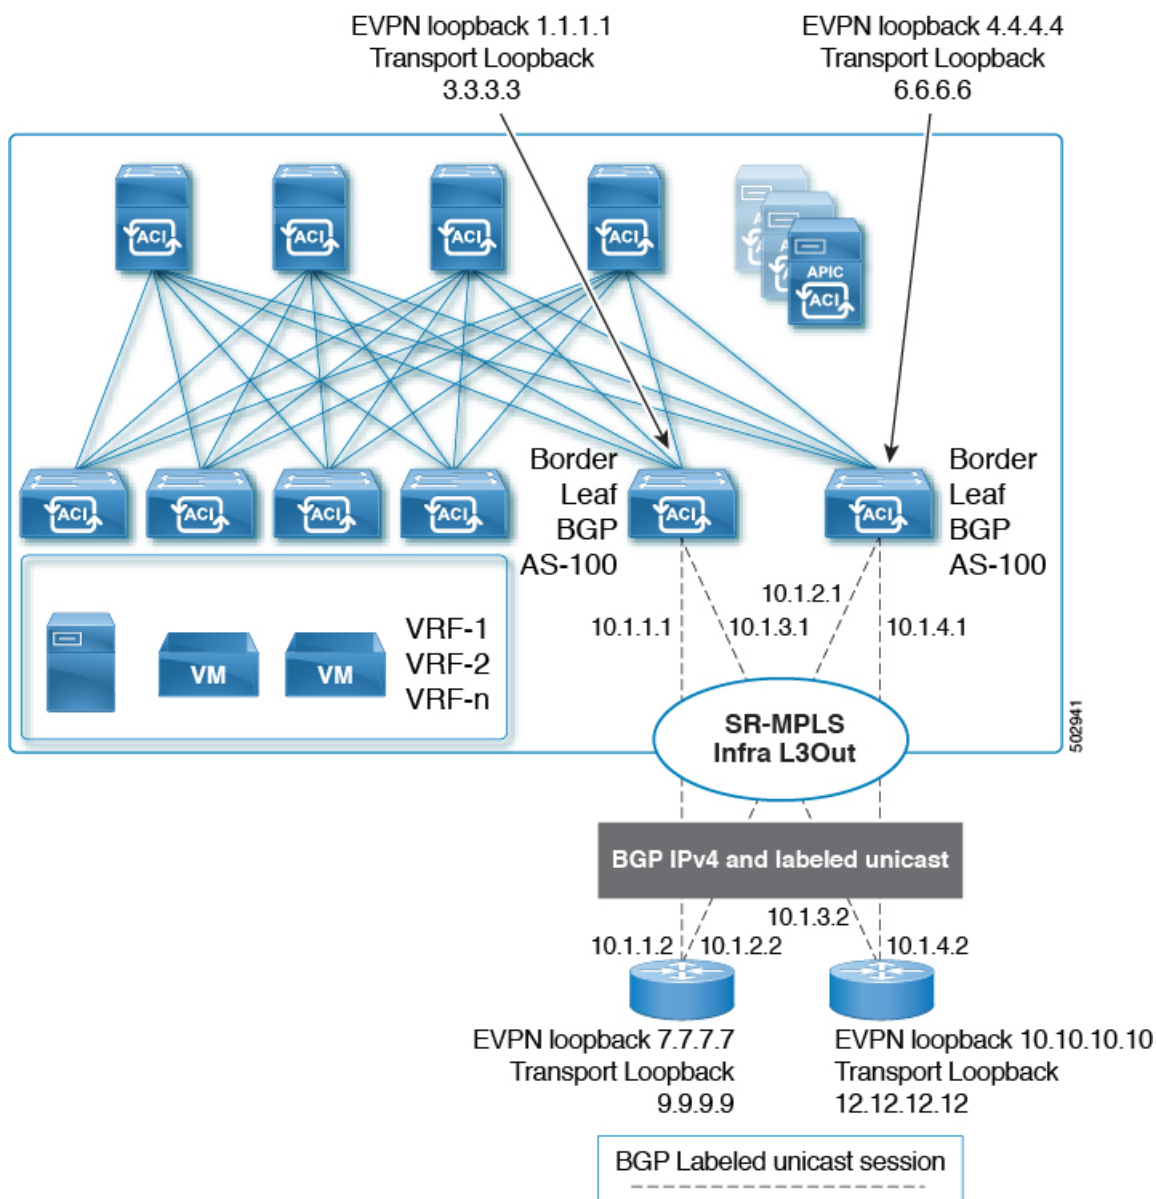 EVPN loopback 1.1.1.1
Transport Loopback
3.3.3.3
EVPN loopback 4.4.4.4
Transport Loopback
6.6.6.6
ACI
ACI
ACI
ACI
A
A
APIC
ACI
ACI
ACI
ACI
ACI
Border
Leaf
BGP
AS-100
ACI
ACI
Border
Leaf
BGP
AS-100
VM
VM
VRF-1
VRF-2
VRF-n
10.1.2.1
10.1.1.1
10.1.3.1
10.1.4.1
SR-MPLS
Infra L3Out
502941
BGP IPv4 and labeled unicast
10.1.3.2
10.1.1.2
10.1.2.2
10.1.4.2
EVPN loopback 7.7.7.7
Transport Loopback
9.9.9.9
EVPN loopback 10.10.10.10
Transport Loopback
12.12.12.12
BGP Labeled unicast session